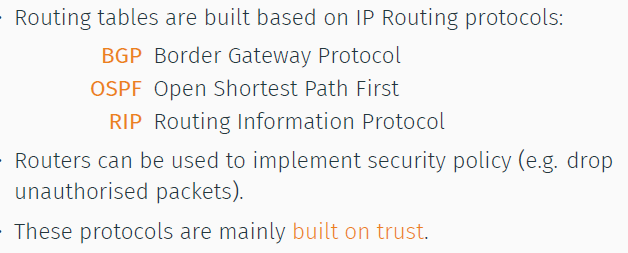 · Routing tables are built based on IP Routing protocols:
BGP Border Gateway Protocol
OSPF Open Shortest Path First
RIP Routing Information Protocol
· Routers can be used to implement security policy (e.g. drop
unauthorised packets).
· These protocols are mainly built on trust.